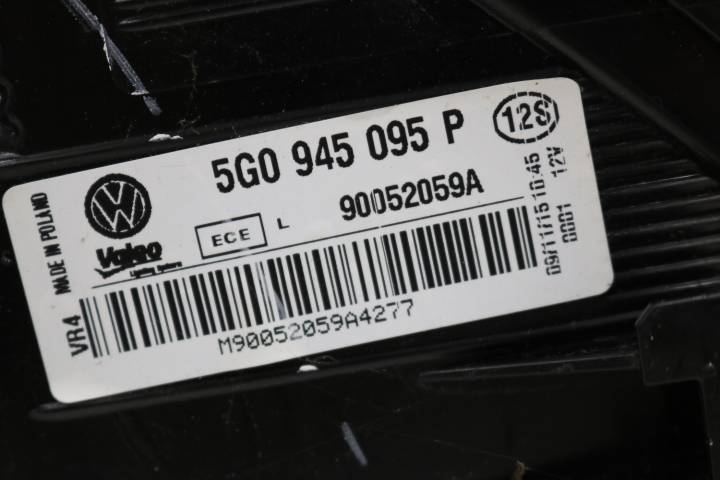 5G0 945 095 P
12S
MADE IN POLAND
Valeo
ECE
L
90052059A
VR4
M90052059A4277
09/11/15 10:45
0001 12V